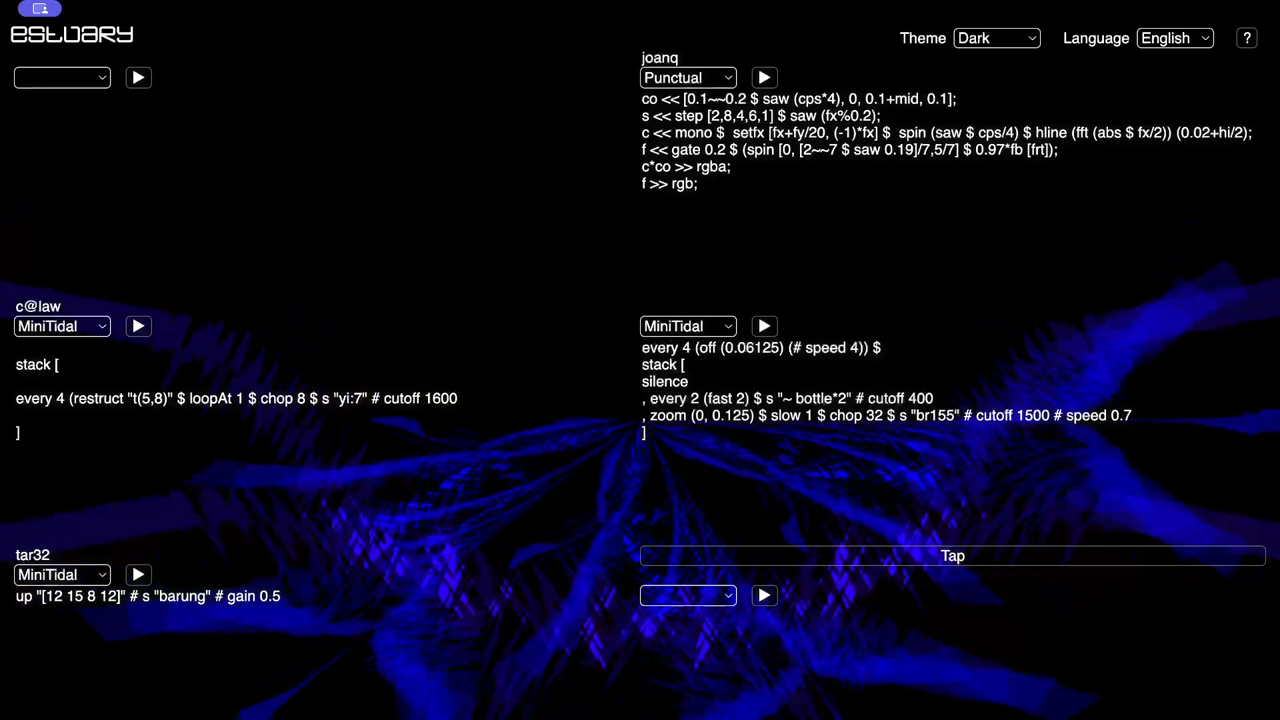 estuary
Theme Dark Language English ?
joanq
Punctual
co << [0.1~~0.2 $ saw (cps*4), 0, 0.1+mid, 0.1];
s << step [2,8,4,6,1] $ saw (fx%0.2);
c << mono $  setfx [fx+fy/20, (-1)*fx] $  spin (saw $ cps/4) $ hline (fft (abs $ fx/2)) (0.02+hi/2);
f << gate 0.2 $ (spin [0, [2~~7 $ saw 0.19]/7,5/7] $ 0.97*fb [frt]);
c*co >> rgba;
f >> rgb;
c@law
MiniTidal
stack [
every 4 (restruct "t(5,8)" $ loopAt 1 $ chop 8 $ s "yi:7" # cutoff 1600
]
MiniTidal
every 4 (off (0.06125) (# speed 4)) $
stack [
silence
, every 2 (fast 2) $ s "~ bottle*2" # cutoff 400
, zoom (0, 0.125) $ slow 1 $ chop 32 $ s "br155" # cutoff 1500 # speed 0.7
]
tar32
MiniTidal
up "[12 15 8 12]" # s "barung" # gain 0.5
Tap